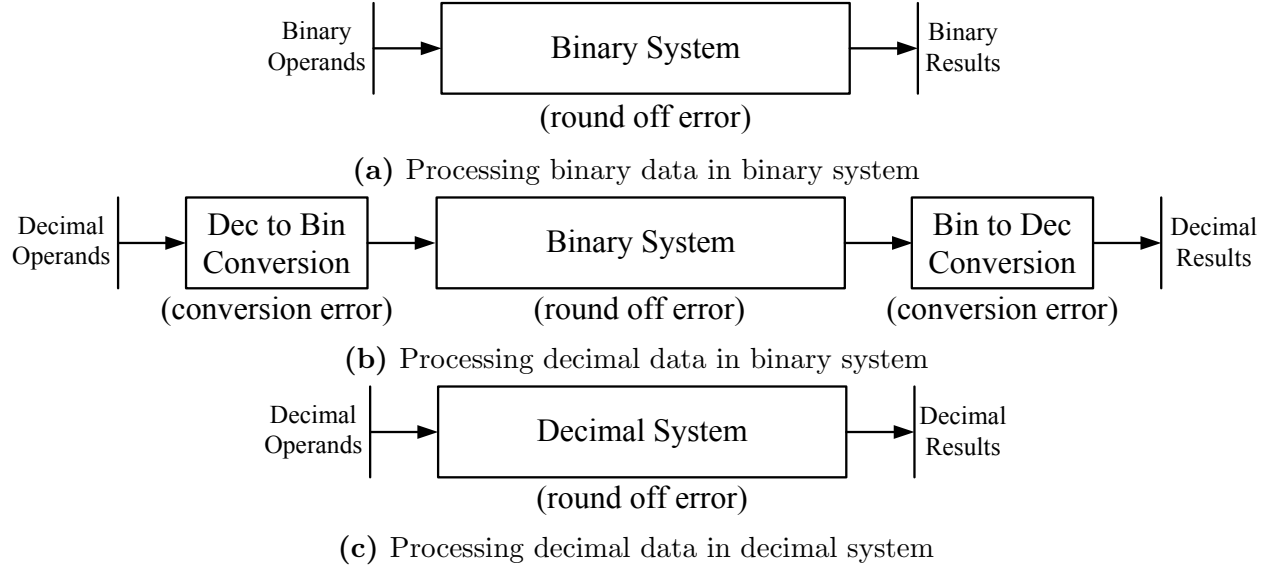 Binary
Operands
Binary System
Binary
Results
(round off error)
(a) Processing binary data in binary system
Decimal
Operands
Dec to Bin
Conversion
Binary System
Bin to Dec
Conversion
Decimal
Results
(conversion error)
(round off error)
(conversion error)
(b) Processing decimal data in binary system
Decimal
Operands
Decimal System
Decimal
Results
(round off error)
(c) Processing decimal data in decimal system